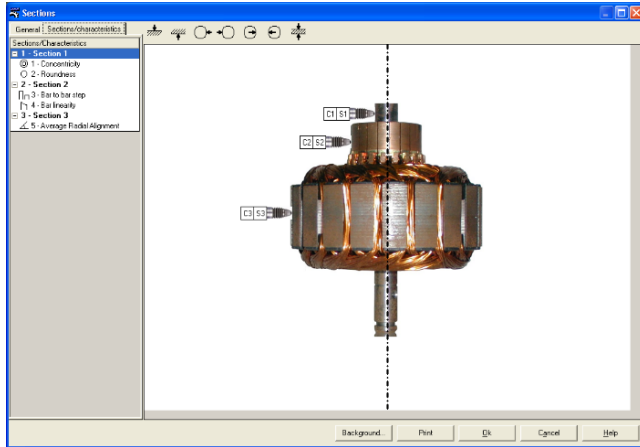 Sections
General Sections/characteristics
Sections/Characteristics
1 - Section 1
1 - Concentricity
2 - Roundness
2 - Section 2
3 - Bar to bar step
4 - Bar linearity
3 - Section 3
5 - Average Radial Alignment
C1 S1
C2 S2
C3 S3
Background... Print Ok Cancel Help